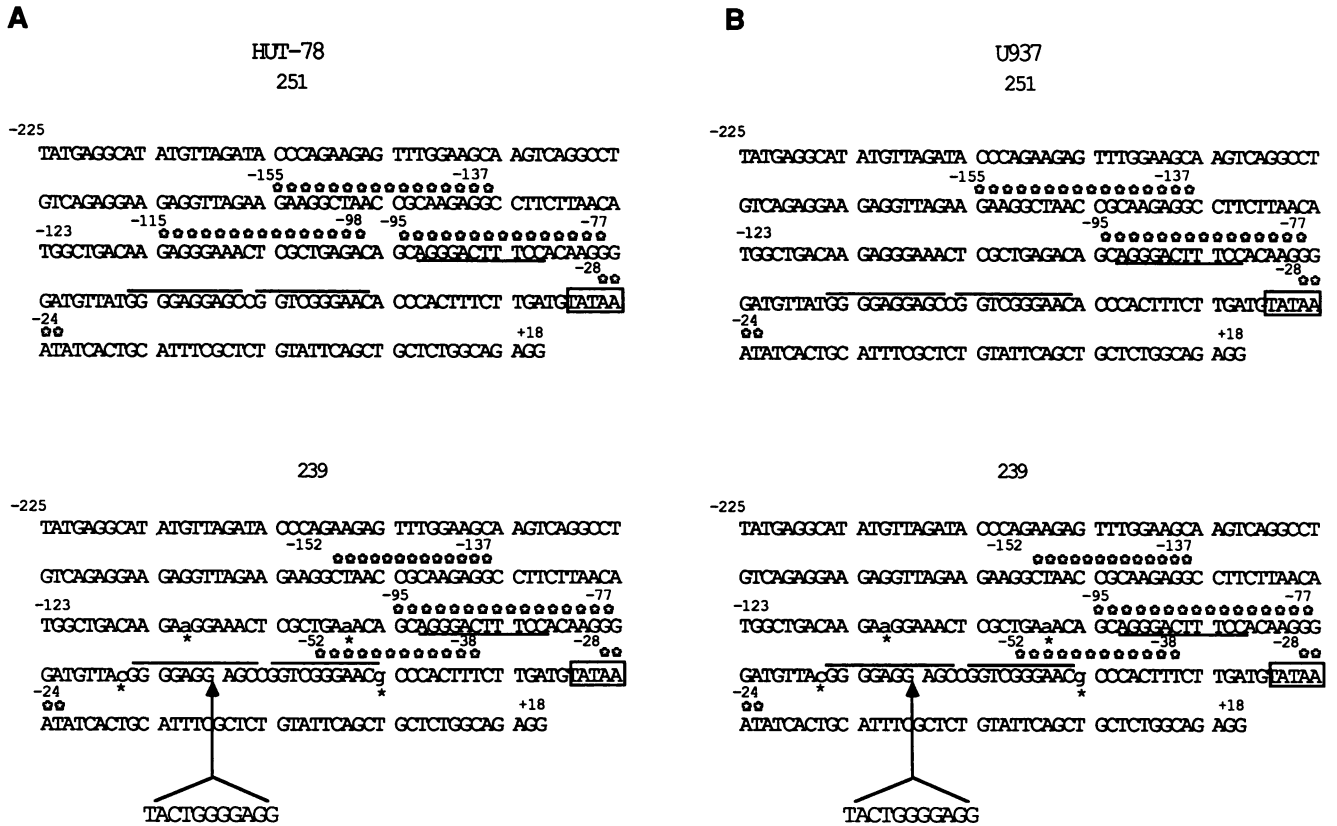 A
HUT-78
251
-225
TATGAGGCAT ATGTTAGATA CCCAGAAGAG TTTGGAAGCA AGTCAGGCCT
-155 -137
GTCAGAGGAA GAGGTTAGAA GAAGGCTAAC CGCAAGAGGC CTTCTTAACA
-115 -98 -95 -77
-123
TGGCTGACAA GAGGGAAACT CGCTGAGACA GCAGGGACTT TCCACAAGGG
-28
GATGTTATGG GGAGGAGCCG GTCGGGAACA CCCACTTTCT TGATGTATAA
-24 +18
ATATCACTGC ATTTCGCTCT GTATTCAGCT GCTCTGGCAG AGG
239
-225
TATGAGGCAT ATGTTAGATA CCCAGAAGAG TTTGGAAGCA AGTCAGGCCT
-152 -137
GTCAGAGGAA GAGGTTAGAA GAAGGCTAAC CGCAAGAGGC CTTCTTAACA
-123 -95 -77
TGGCTGACAA GAaGGAAACT CGCTGAaACA GCAGGGACTT TCCACAAGGG
* -52 * -38 -28
GATGTTAcGG GGAGG AGCCGGTCGGGAACg CCCACTTTCT TGATGTATAA
-24 * * +18
ATATCACTGC ATTTCGCTCT GTATTCAGCT GCTCTGGCAG AGG
TACTGGGGAGG
B
U937
251
-225
TATGAGGCAT ATGTTAGATA CCCAGAAGAG TTTGGAAGCA AGTCAGGCCT
-155 -137
GTCAGAGGAA GAGGTTAGAA GAAGGCTAAC CGCAAGAGGC CTTCTTAACA
-123 -95 -77
TGGCTGACAA GAGGGAAACT CGCTGAGACA GCAGGGACTT TCCACAAGGG
-28
GATGTTATGG GGAGGAGCCG GTCGGGAACA CCCACTTTCT TGATGTATAA
-24 +18
ATATCACTGC ATTTCGCTCT GTATTCAGCT GCTCTGGCAG AGG
239
-225
TATGAGGCAT ATGTTAGATA CCCAGAAGAG TTTGGAAGCA AGTCAGGCCT
-152 -137
GTCAGAGGAA GAGGTTAGAA GAAGGCTAAC CGCAAGAGGC CTTCTTAACA
-123 -95 -77
TGGCTGACAA GAaGGAAACT CGCTGAaACA GCAGGGACTT TCCACAAGGG
* -52 * -38 -28
GATGTTAcGG GGAGG AGCCGGTCGGGAACg CCCACTTTCT TGATGTATAA
-24 * * +18
ATATCACTGC ATTTCGCTCT GTATTCAGCT GCTCTGGCAG AGG
TACTGGGGAGG